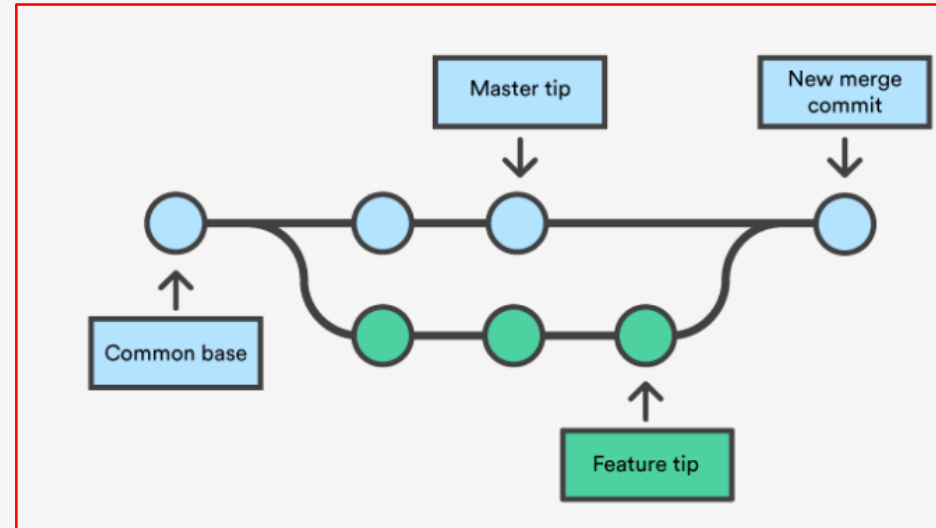 Master tip
New merge
commit
Common base
Feature tip